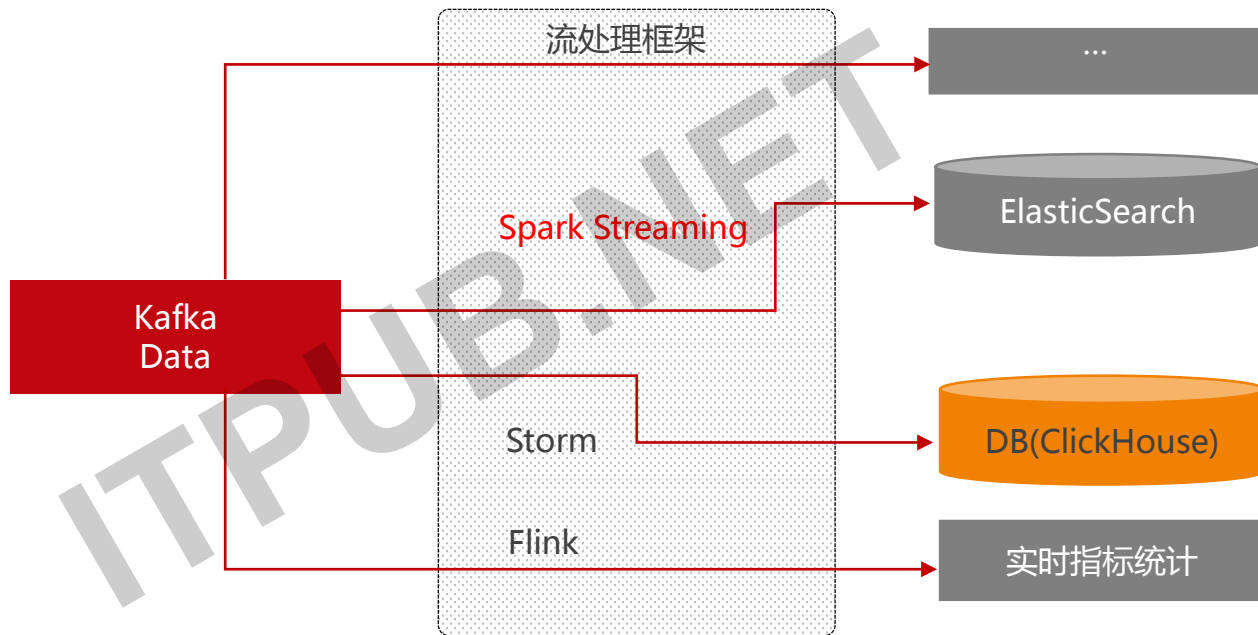 流处理框架
...
Spark Streaming
ElasticSearch
Kafka
Data
Storm
DB(ClickHouse)
Flink
实时指标统计
ITPUB.NET